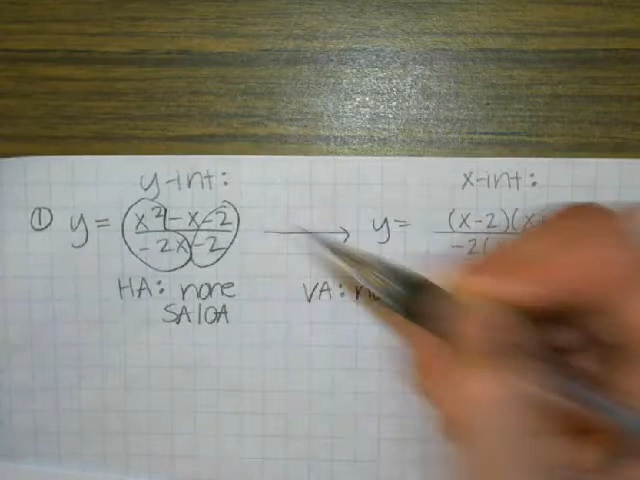 y-int: x-int:
① y = x² - x - 2 / -2x - 2 → y = (x-2)(x / -2(
HA: none VA:
SA/OA